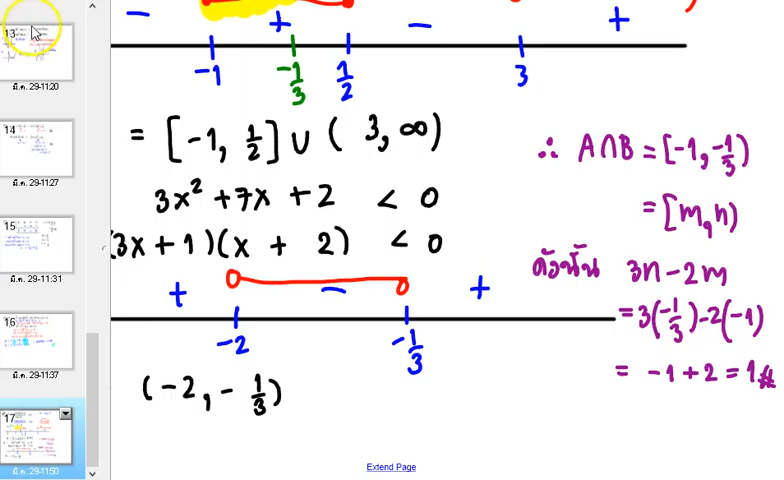 − + − +
-1 -1/3 1/2 3
= [-1, 1/2] ∪ (3, ∞)
3x² + 7x + 2 < 0
(3x + 1)(x + 2) < 0
+ − +
-2 -1/3
(-2, -1/3)
∴ A∩B = [-1, -1/3)
= [m, n)
ดังนั้น 3n - 2m
= 3(-1/3) - 2(-1)
= -1 + 2 = 1 #
Extend Page
13
มี.ค. 29-11:20
14
มี.ค. 29-11:27
15
มี.ค. 29-11:31
16
มี.ค. 29-11:37
17
มี.ค. 29-11:50